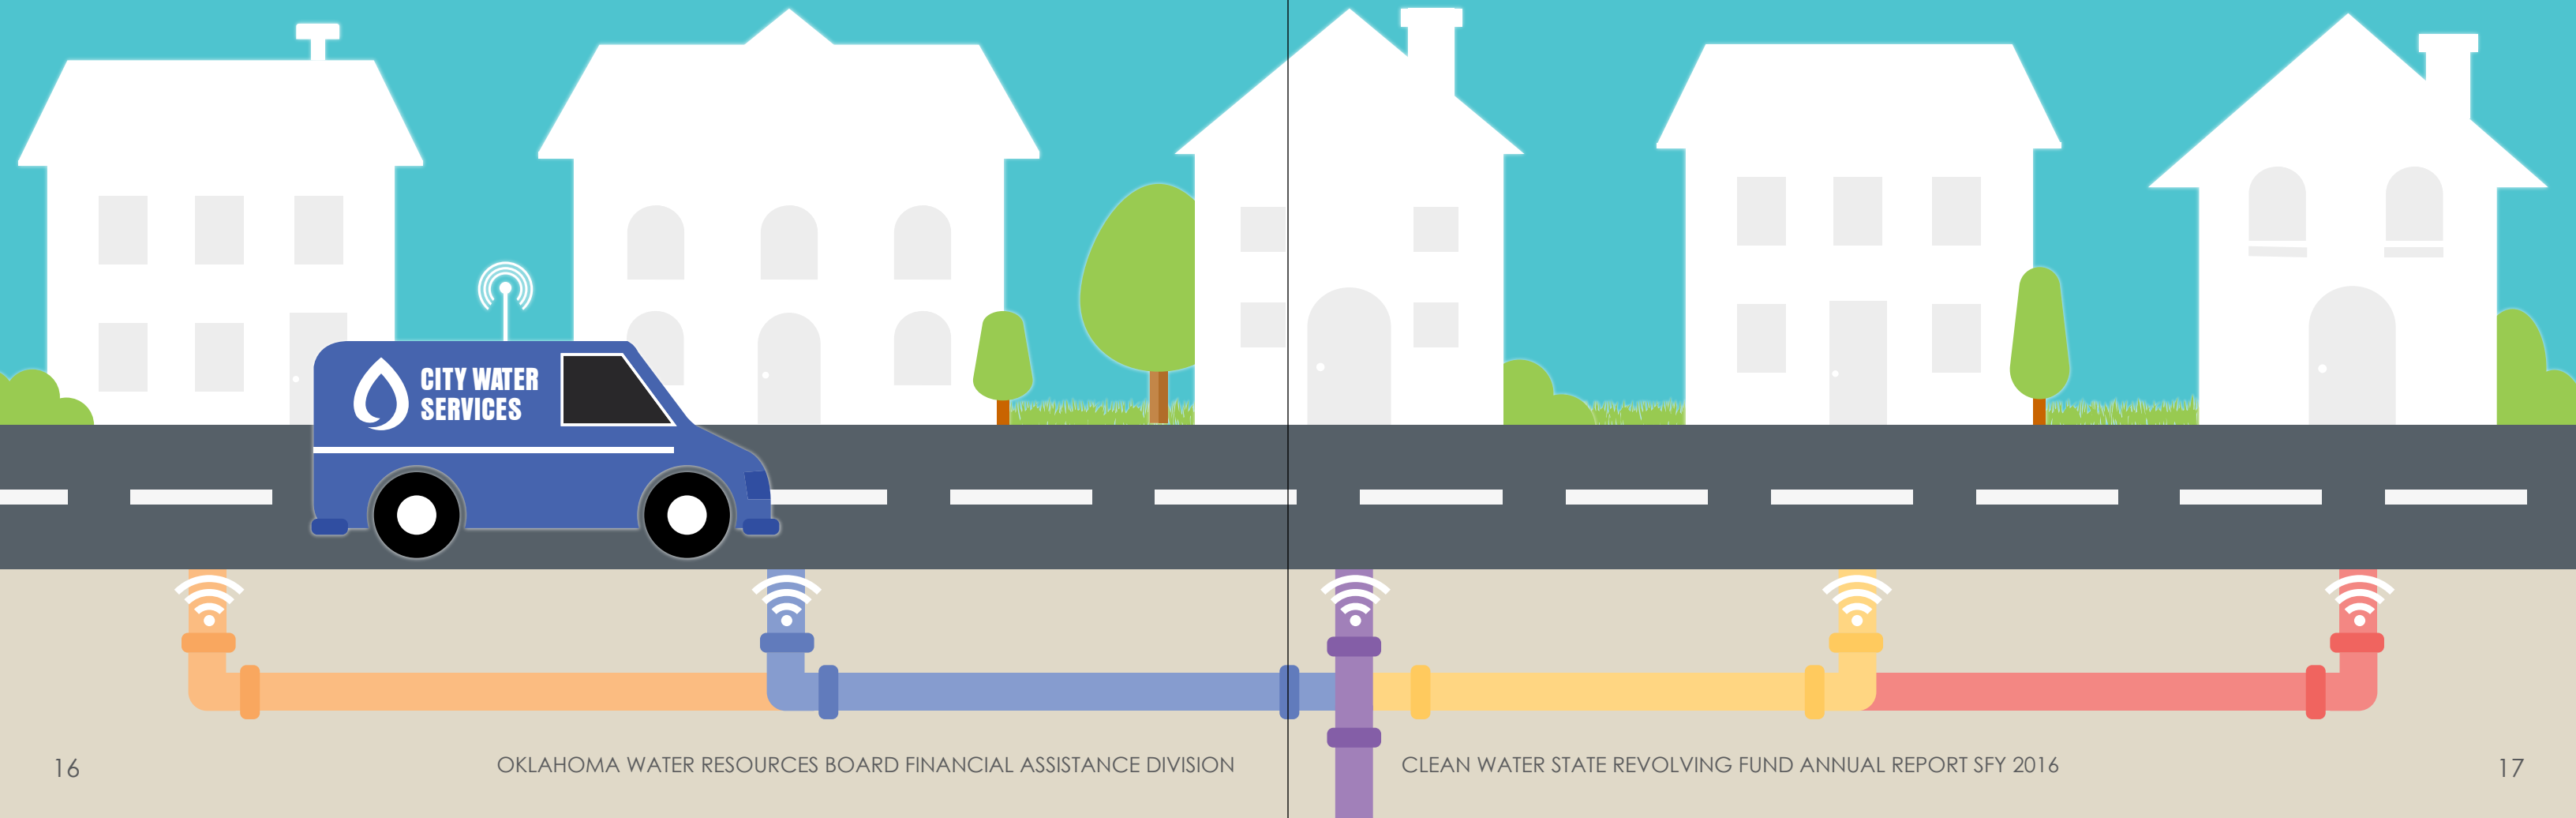 CITY WATER
SERVICES
16
OKLAHOMA WATER RESOURCES BOARD FINANCIAL ASSISTANCE DIVISION
CLEAN WATER STATE REVOLVING FUND ANNUAL REPORT SFY 2016
17